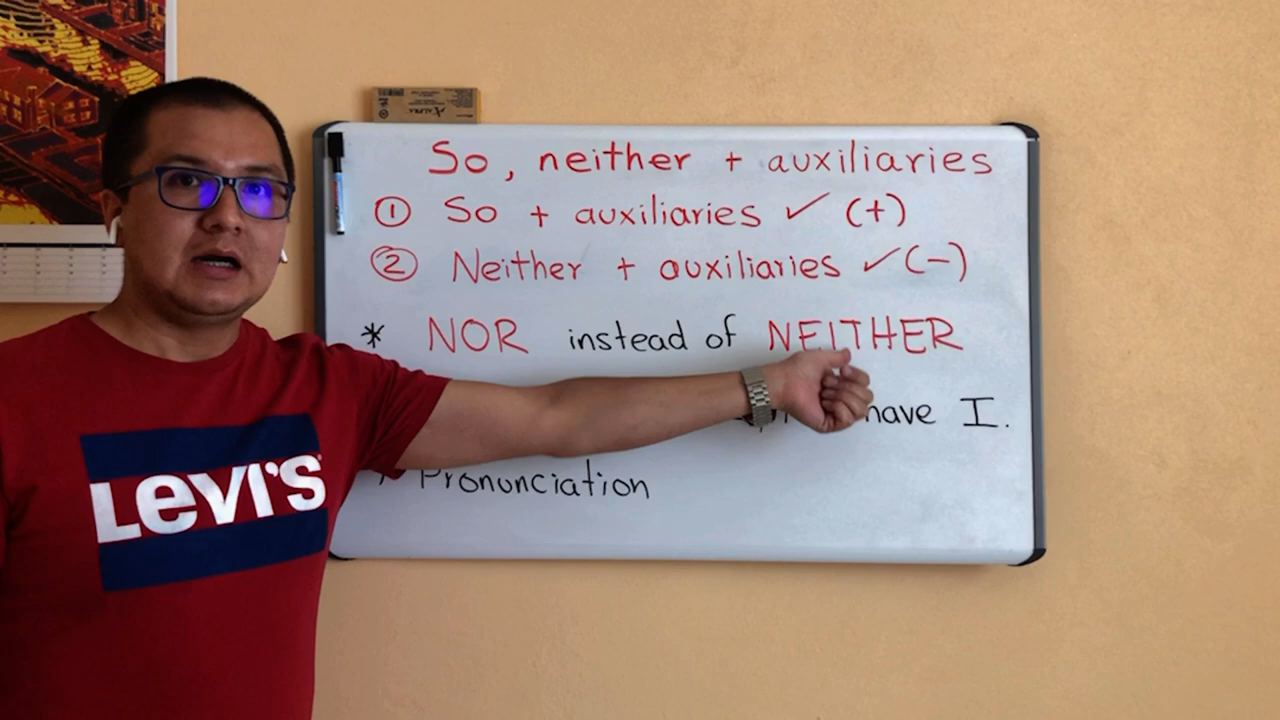 So, neither + auxiliaries
① So + auxiliaries ✓ (+)
② Neither + auxiliaries ✓ (-)
* NOR instead of NEITHER
have I.
Pronunciation
LEVI'S